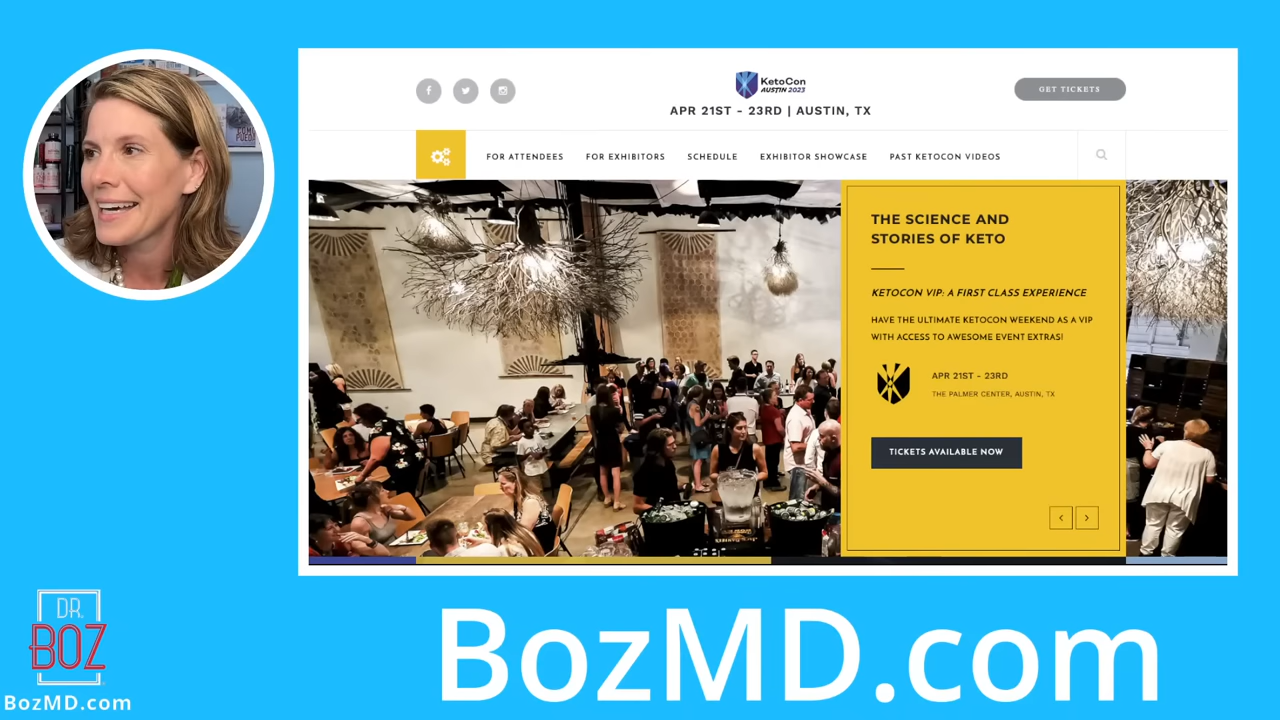 KetoCon
AUSTIN 2023
APR 21ST - 23RD | AUSTIN, TX
GET TICKETS
FOR ATTENDEES
FOR EXHIBITORS
SCHEDULE
EXHIBITOR SHOWCASE
PAST KETOCON VIDEOS
THE SCIENCE AND
STORIES OF KETO
KETOCON VIP: A FIRST CLASS EXPERIENCE
HAVE THE ULTIMATE KETOCON WEEKEND AS A VIP
WITH ACCESS TO AWESOME EVENT EXTRAS!
APR 21ST - 23RD
THE PALMER CENTER, AUSTIN, TX
TICKETS AVAILABLE NOW
DR.
BOZ
BozMD.com
BozMD.com